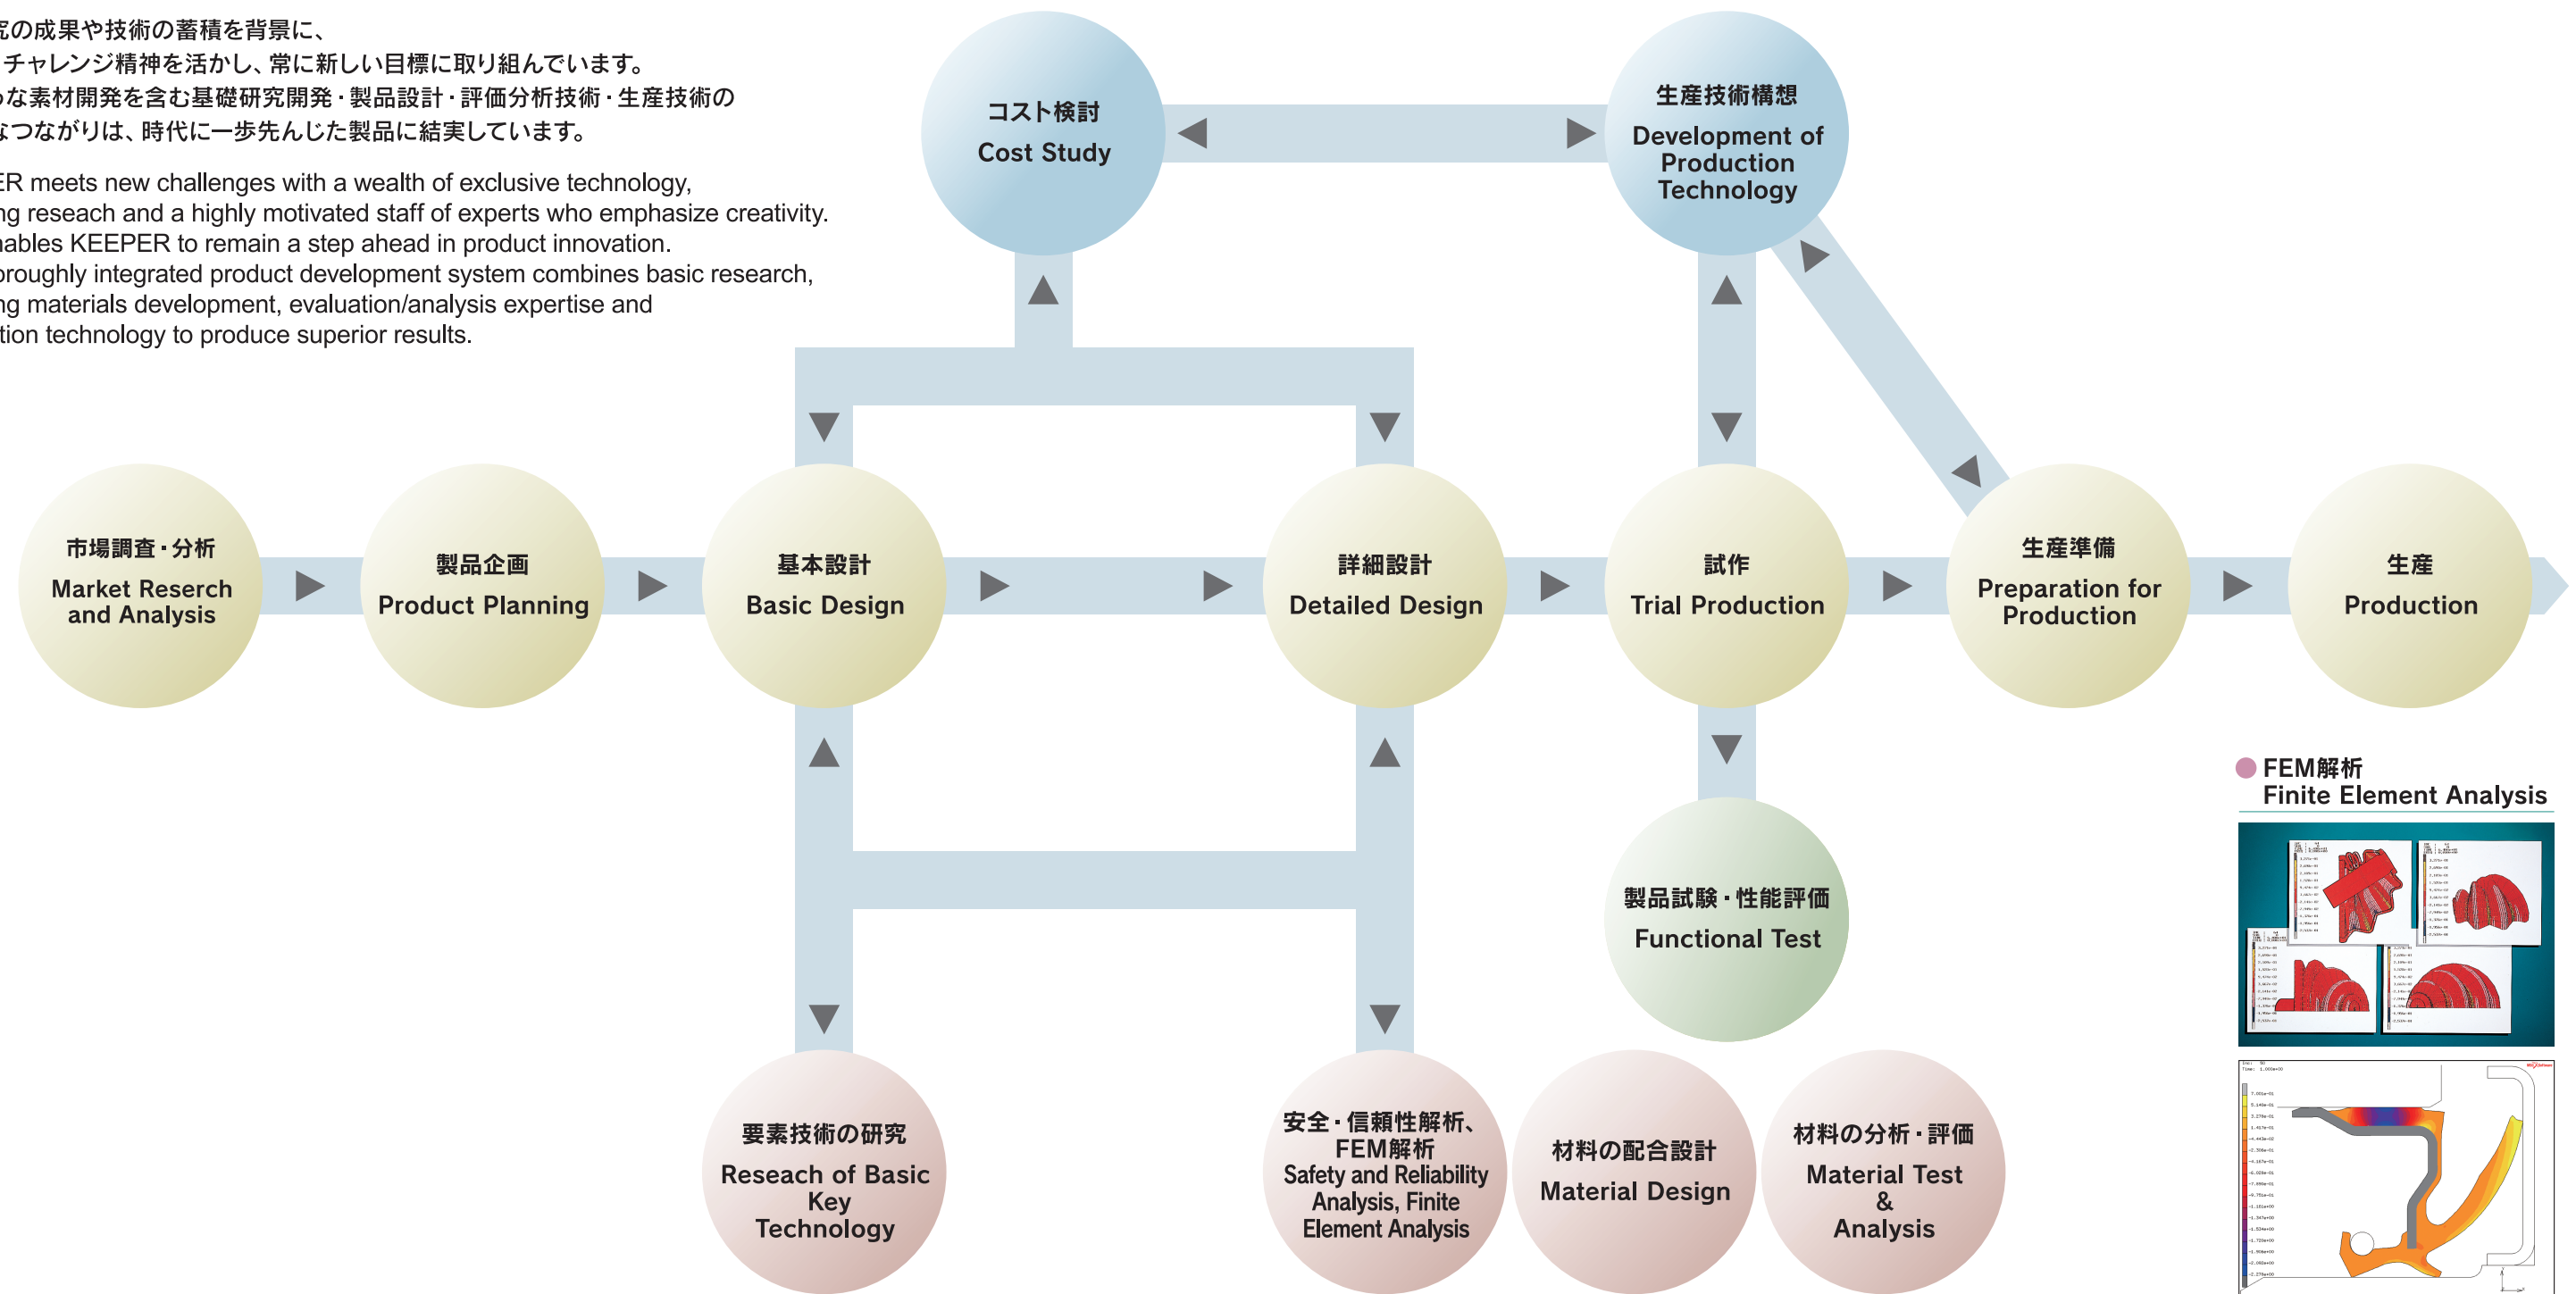 究の成果や技術の蓄積を背景に、
チャレンジ精神を活かし、常に新しい目標に取り組んでいます。
な素材開発を含む基礎研究開発・製品設計・評価分析技術・生産技術の
なつながりは、時代に一歩先んじた製品に結実しています。
ER meets new challenges with a wealth of exclusive technology,
ng reseach and a highly motivated staff of experts who emphasize creativity.
nables KEEPER to remain a step ahead in product innovation.
oroughly integrated product development system combines basic research,
ng materials development, evaluation/analysis expertise and
tion technology to produce superior results.
コスト検討
Cost Study
生産技術構想
Development of
Production
Technology
市場調査・分析
Market Reserch
and Analysis
製品企画
Product Planning
基本設計
Basic Design
詳細設計
Detailed Design
試作
Trial Production
生産準備
Preparation for
Production
生産
Production
製品試験・性能評価
Functional Test
要素技術の研究
Reseach of Basic
Key
Technology
安全・信頼性解析、
FEM解析
Safety and Reliability
Analysis, Finite
Element Analysis
材料の配合設計
Material Design
材料の分析・評価
Material Test
&
Analysis
FEM解析
Finite Element Analysis